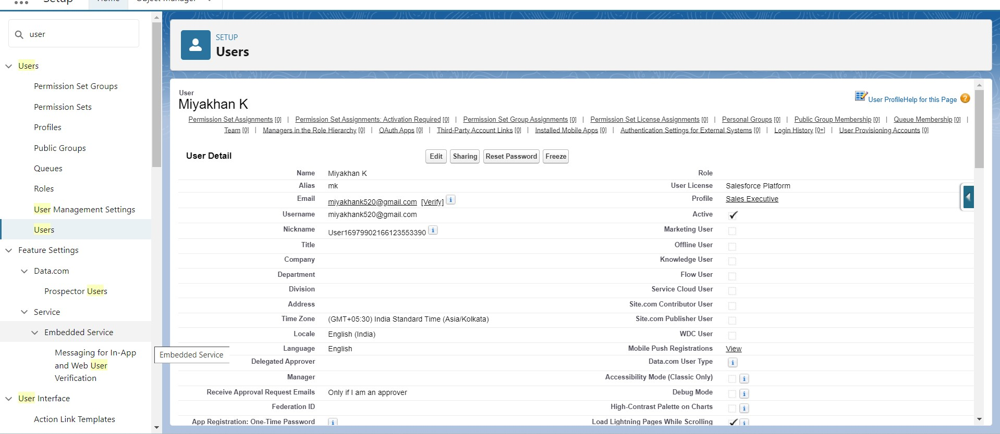 Setup Home Object Manager
user
Users
Permission Set Groups
Permission Sets
Profiles
Public Groups
Queues
Roles
User Management Settings
Users
Feature Settings
Data.com
Prospector Users
Service
Embedded Service
Messaging for In-App
and Web User
Verification
User Interface
Action Link Templates
Embedded Service
SETUP
Users
User
Miyakhan K
User Profile Help for this Page
Permission Set Assignments [0] | Permission Set Assignments: Activation Required [0] | Permission Set Group Assignments [0] | Permission Set License Assignments [0] | Personal Groups [0] | Public Group Membership [0] | Queue Membership [0] |
Team [0] | Managers in the Role Hierarchy [0] | OAuth Apps [0] | Third-Party Account Links [0] | Installed Mobile Apps [0] | Authentication Settings for External Systems [0] | Login History [0+] | User Provisioning Accounts [0]
User Detail Edit Sharing Reset Password Freeze
Name Miyakhan K Role
Alias mk User License Salesforce Platform
Email miyakhank520@gmail.com [Verify] Profile Sales Executive
Username miyakhank520@gmail.com Active
Nickname User16979902166123553390 Marketing User
Title Offline User
Company Knowledge User
Department Flow User
Division Service Cloud User
Address Site.com Contributor User
Time Zone (GMT+05:30) India Standard Time (Asia/Kolkata) Site.com Publisher User
Locale English (India) WDC User
Language English Mobile Push Registrations View
Delegated Approver Data.com User Type
Manager Accessibility Mode (Classic Only)
Receive Approval Request Emails Only if I am an approver Debug Mode
Federation ID High-Contrast Palette on Charts
App Registration: One-Time Password Load Lightning Pages While Scrolling